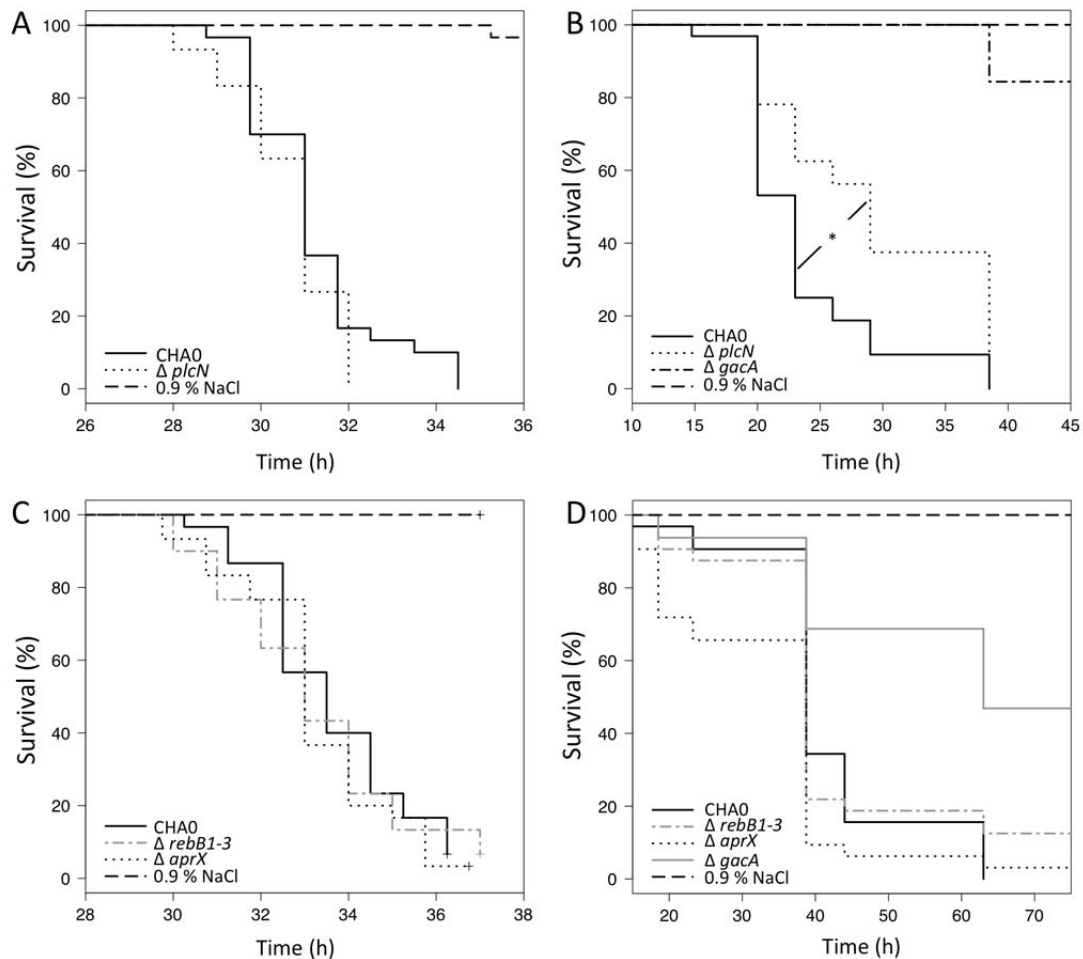 A
Survival (%)
100
80
60
40
20
0
CHA0
Δ plcN
0.9 % NaCl
26 28 30 32 34 36
Time (h)
B
Survival (%)
100
80
60
40
20
0
*
CHA0
Δ plcN
Δ gacA
0.9 % NaCl
10 15 20 25 30 35 40 45
Time (h)
C
Survival (%)
100
80
60
40
20
0
CHA0
Δ rebB1-3
Δ aprX
0.9 % NaCl
28 30 32 34 36 38
Time (h)
D
Survival (%)
100
80
60
40
20
0
CHA0
Δ rebB1-3
Δ aprX
Δ gacA
0.9 % NaCl
20 30 40 50 60 70
Time (h)